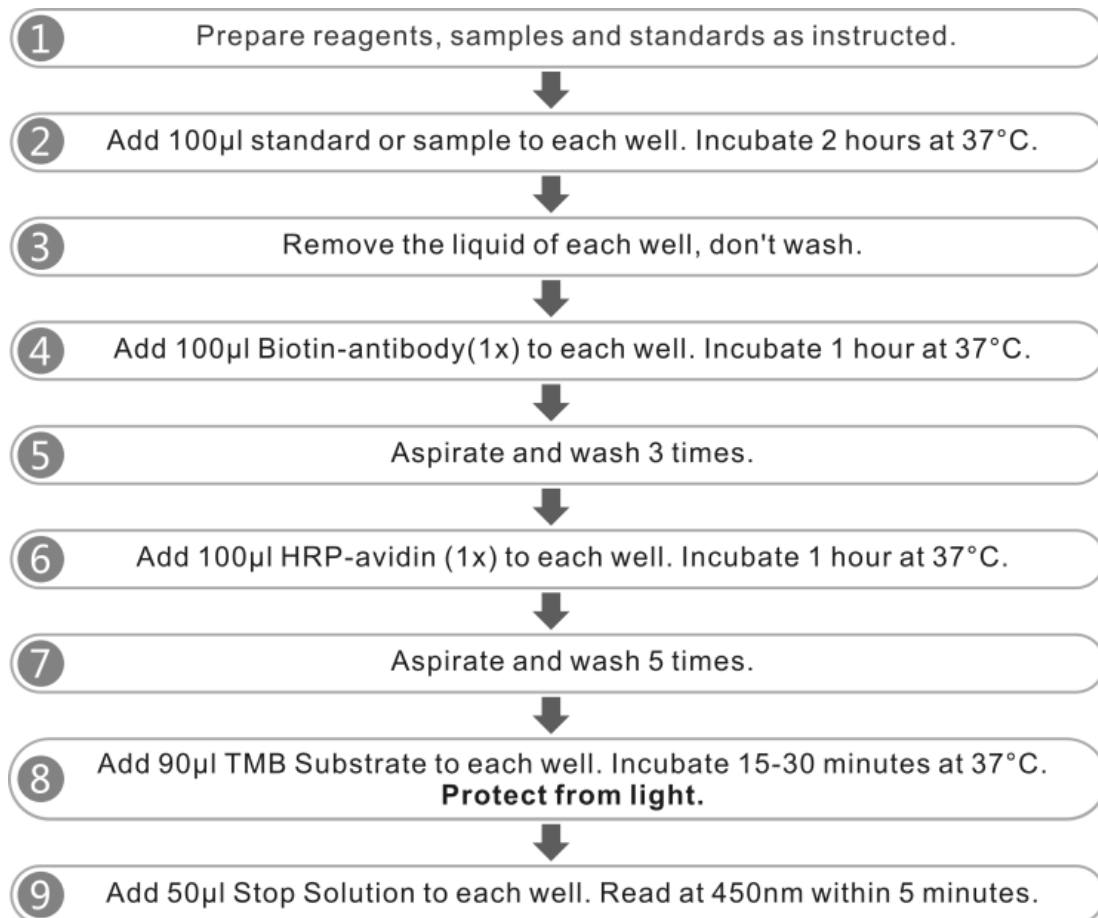 1 Prepare reagents, samples and standards as instructed.
2 Add 100µl standard or sample to each well. Incubate 2 hours at 37°C.
3 Remove the liquid of each well, don't wash.
4 Add 100µl Biotin-antibody(1x) to each well. Incubate 1 hour at 37°C.
5 Aspirate and wash 3 times.
6 Add 100µl HRP-avidin (1x) to each well. Incubate 1 hour at 37°C.
7 Aspirate and wash 5 times.
8 Add 90µl TMB Substrate to each well. Incubate 15-30 minutes at 37°C.
Protect from light.
9 Add 50µl Stop Solution to each well. Read at 450nm within 5 minutes.